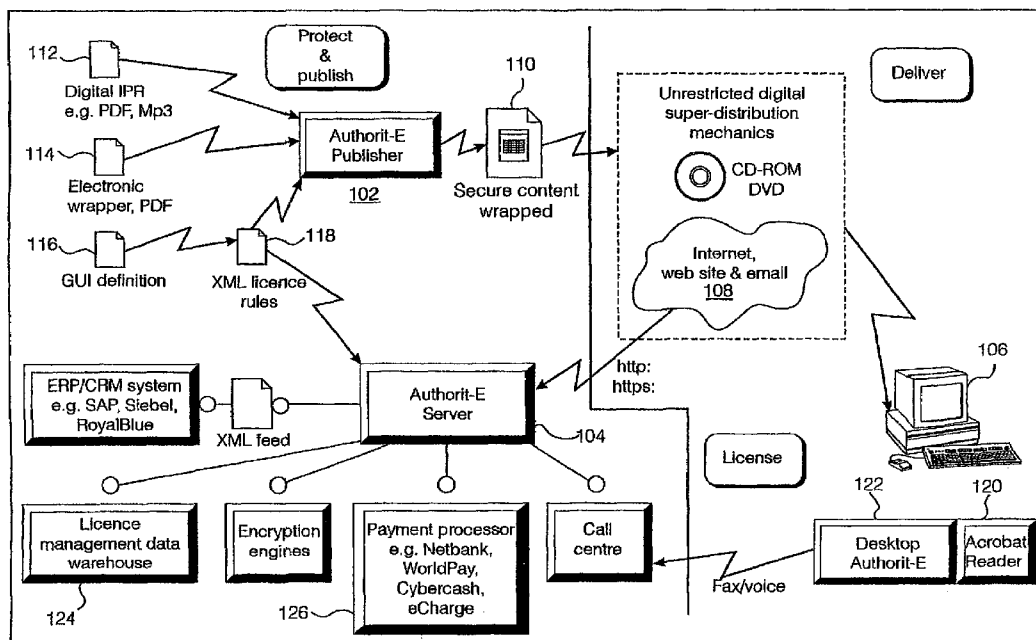 Protect
&
publish
112
Digital IPR
e.g. PDF, Mp3
114
Electronic
wrapper, PDF
116
GUI definition
118
XML licence
rules
Authorit-E
Publisher
102
110
Secure content
wrapped
Deliver
Unrestricted digital
super-distribution
mechanics
CD-ROM
DVD
Internet,
web site & email
108
http:
https:
106
ERP/CRM system
e.g. SAP, Siebel,
RoyalBlue
XML feed
Authorit-E
Server
104
License
Licence
management data
warehouse
124
Encryption
engines
Payment processor
e.g. Netbank,
WorldPay,
Cybercash,
eCharge
126
Call
centre
Fax/voice
122
120
Desktop
Authorit-E
Acrobat
Reader